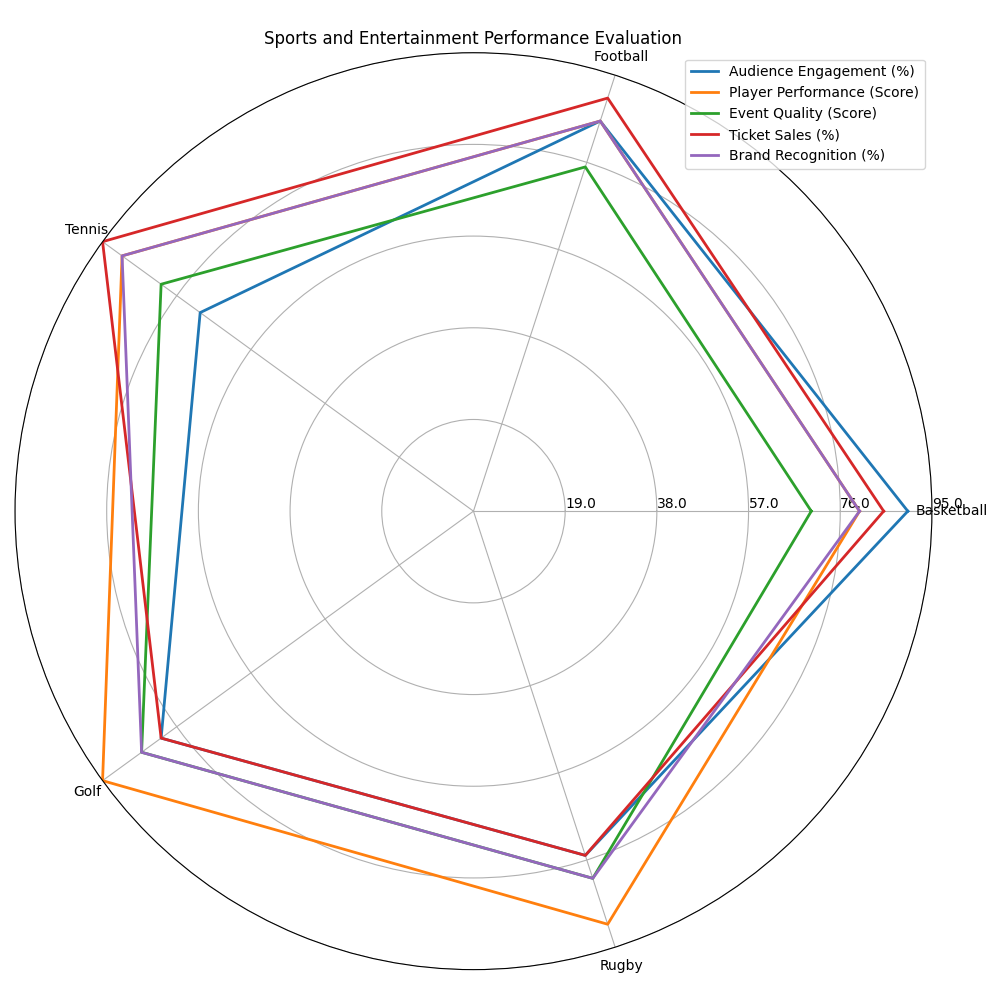 Sports and Entertainment Performance Evaluation
Football
Audience Engagement (%)
Player Performance (Score)
Event Quality (Score)
Ticket Sales (%)
Brand Recognition (%)
Tennis
19.0
38.0
57.0
76.0
95.0
Basketball
Golf
Rugby